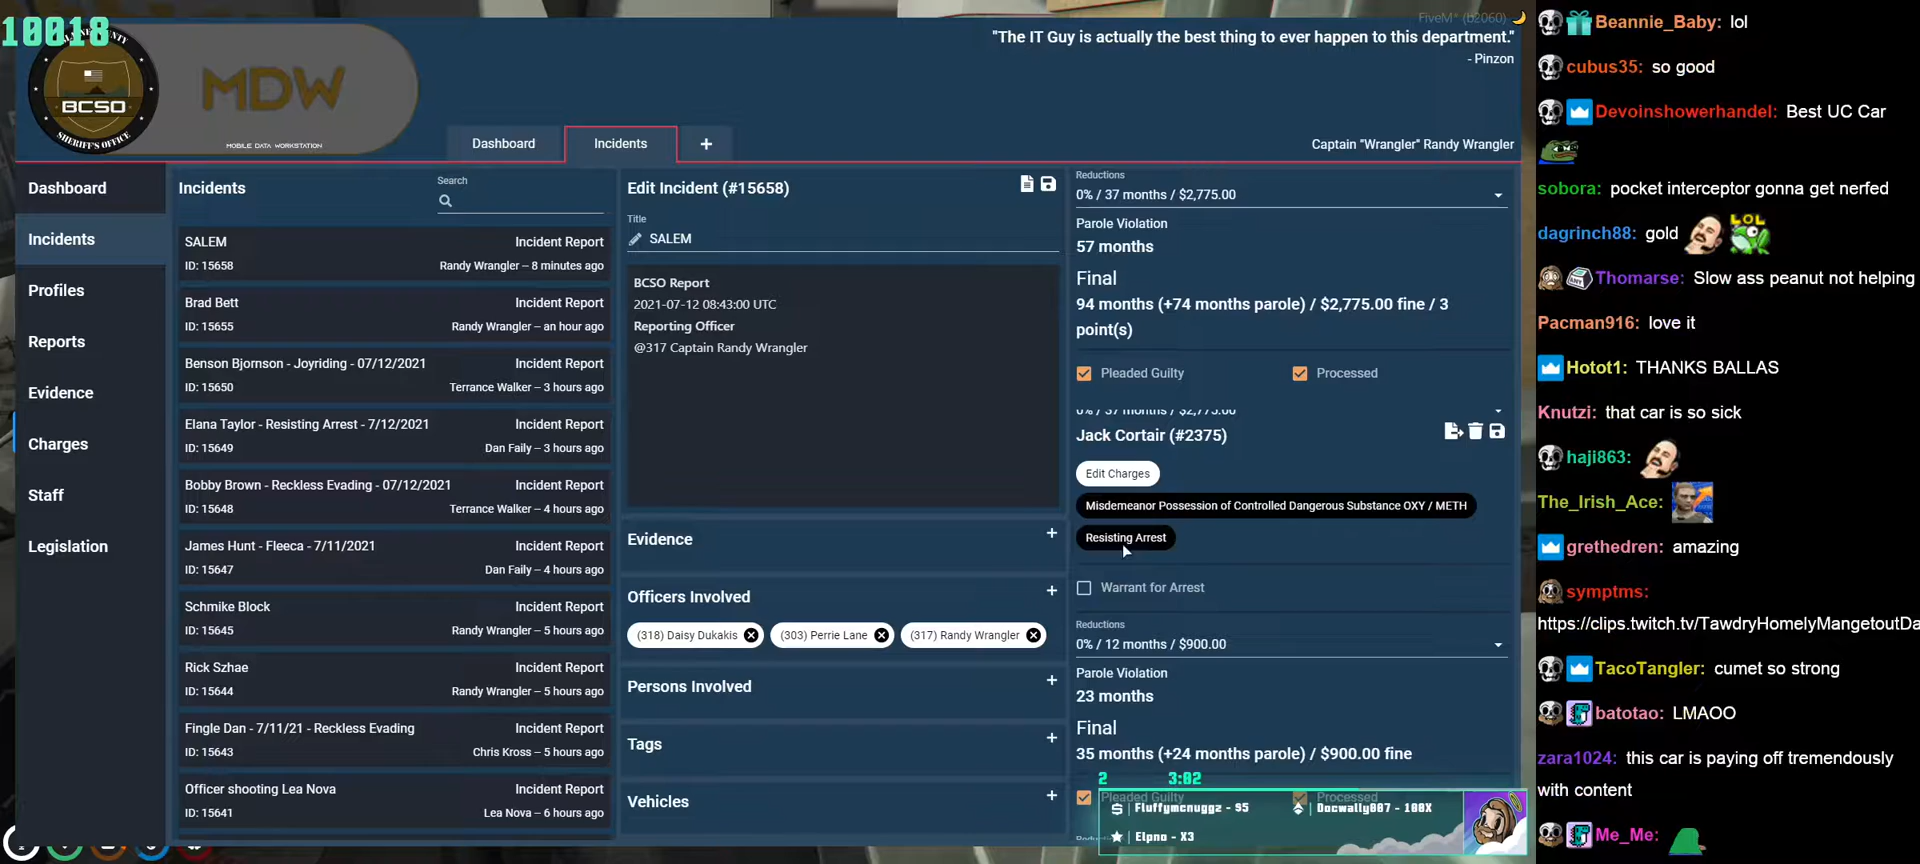 10018
FiveM* (b2060)
"The IT Guy is actually the best thing to ever happen to this department."
- Pinzon
BCSO
SHERIFF'S OFFICE
MDW
MOBILE DATA WORKSTATION
Dashboard
Incidents
+
Captain "Wrangler" Randy Wrangler
Dashboard
Incidents
Profiles
Reports
Evidence
Charges
Staff
Legislation
Incidents
Search
SALEM
Incident Report
ID: 15658
Randy Wrangler – 8 minutes ago
Brad Bett
Incident Report
ID: 15655
Randy Wrangler – an hour ago
Benson Bjornson - Joyriding - 07/12/2021
Incident Report
ID: 15650
Terrance Walker – 3 hours ago
Elana Taylor - Resisting Arrest - 7/12/2021
Incident Report
ID: 15649
Dan Faily – 3 hours ago
Bobby Brown - Reckless Evading - 07/12/2021
Incident Report
ID: 15648
Terrance Walker – 4 hours ago
James Hunt - Fleeca - 7/11/2021
Incident Report
ID: 15647
Dan Faily – 4 hours ago
Schmike Block
Incident Report
ID: 15645
Randy Wrangler – 5 hours ago
Rick Szhae
Incident Report
ID: 15644
Randy Wrangler – 5 hours ago
Fingle Dan - 7/11/21 - Reckless Evading
Incident Report
ID: 15643
Chris Kross – 5 hours ago
Officer shooting Lea Nova
Incident Report
ID: 15641
Lea Nova – 6 hours ago
Edit Incident (#15658)
Title
SALEM
BCSO Report
2021-07-12 08:43:00 UTC
Reporting Officer
@317 Captain Randy Wrangler
Evidence
Officers Involved
(318) Daisy Dukakis
(303) Perrie Lane
(317) Randy Wrangler
Persons Involved
Tags
Vehicles
Reductions
0% / 37 months / $2,775.00
Parole Violation
57 months
Final
94 months (+74 months parole) / $2,775.00 fine / 3
point(s)
Pleaded Guilty
Processed
0% / 37 months / $2,775.00
Jack Cortair (#2375)
Edit Charges
Misdemeanor Possession of Controlled Dangerous Substance OXY / METH
Resisting Arrest
Warrant for Arrest
Reductions
0% / 12 months / $900.00
Parole Violation
23 months
Final
35 months (+24 months parole) / $900.00 fine
2
3:02
Pleaded Guilty
Processed
Fluffymcnuggz - 95
Docwally007 - 100X
Elpno - X3
Beannie_Baby: lol
cubus35: so good
Devoinshowerhandel: Best UC Car
sobora: pocket interceptor gonna get nerfed
dagrinch88: gold
LOL
Thomarse: Slow ass peanut not helping
Pacman916: love it
Hotot1: THANKS BALLAS
Knutzi: that car is so sick
haji863:
The_Irish_Ace:
grethedren: amazing
symptms:
https://clips.twitch.tv/TawdryHomelyMangetoutDa
TacoTangler: cumet so strong
batotao: LMAOO
zara1024: this car is paying off tremendously
with content
Me_Me: